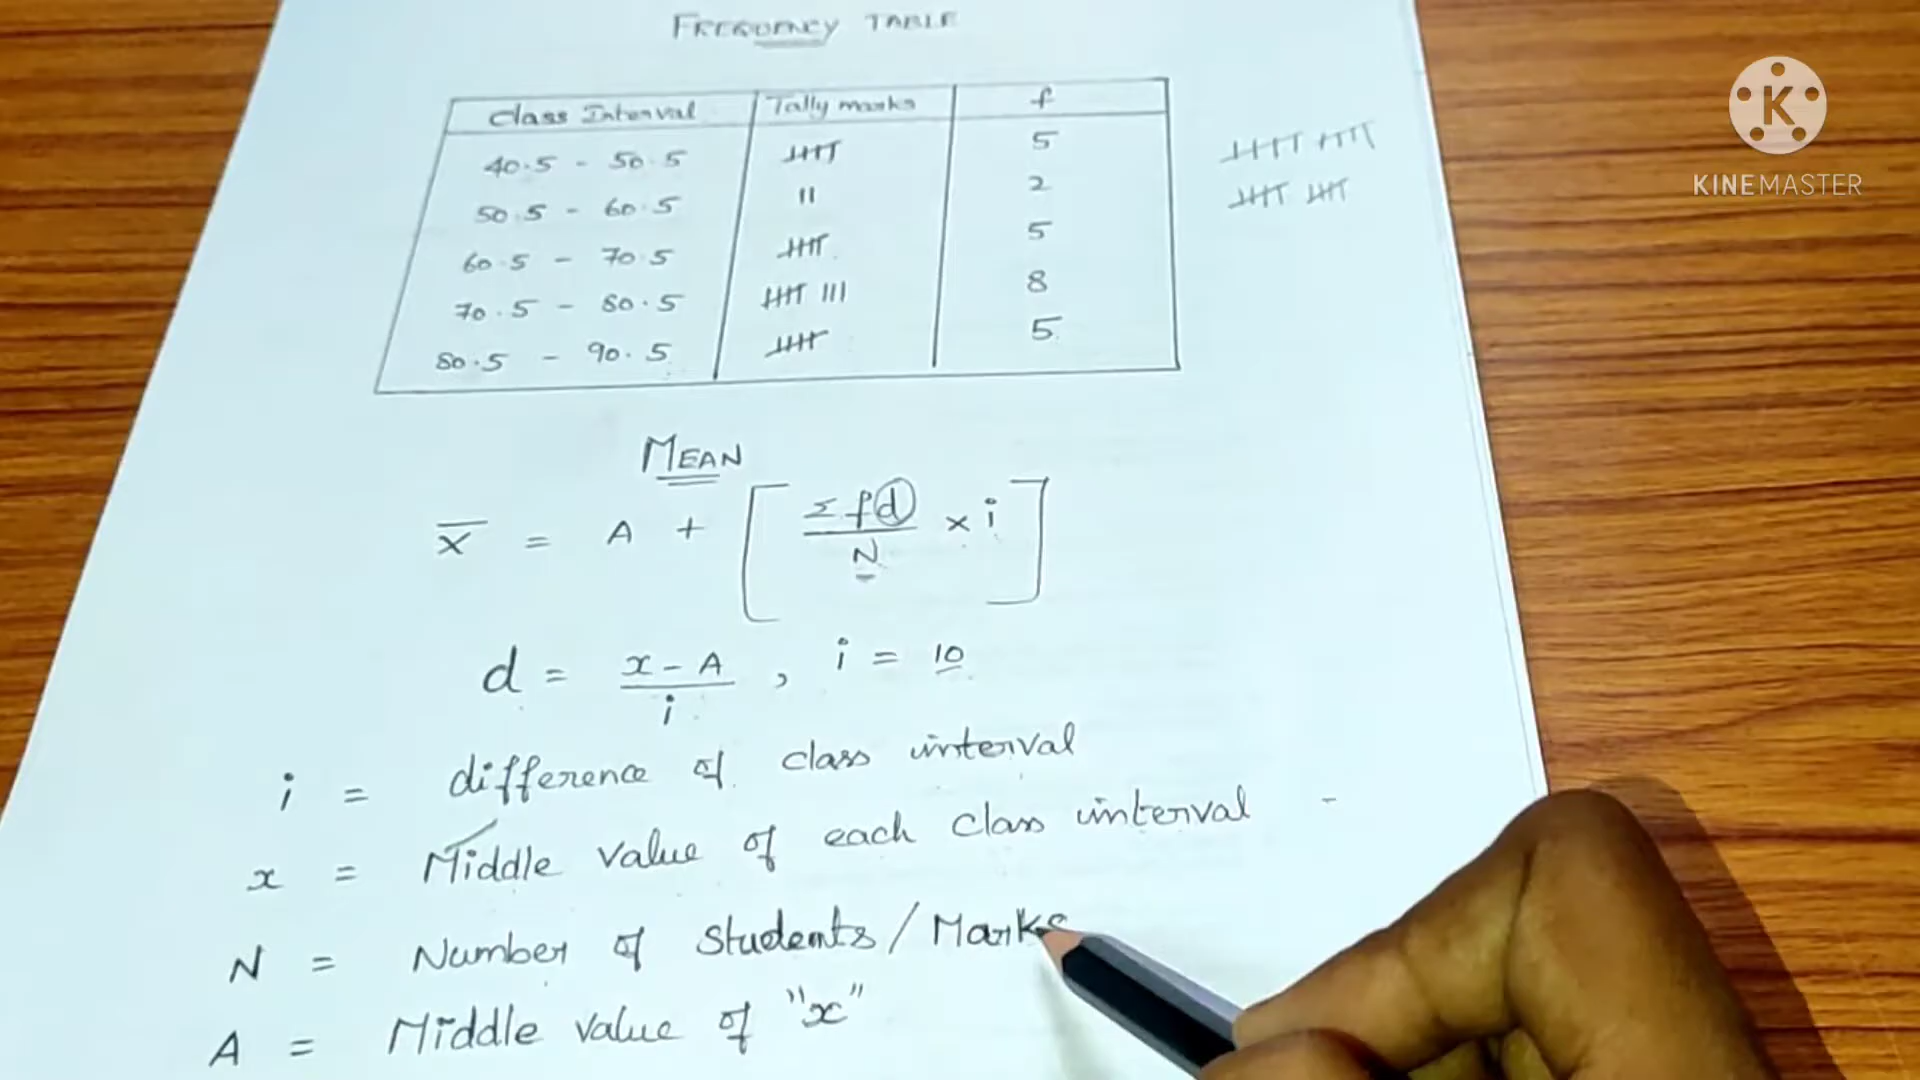 FREQUENCY TABLE
Class Interval Tally marks f
40.5 - 50.5 5
50.5 - 60.5 || 2
60.5 - 70.5 5
70.5 - 80.5 ||| 8
80.5 - 90.5 5
KINEMASTER
MEAN
x̄ = A + [ Σfd / N × i ]
d = x - A / i , i = 10
i = difference of class interval
x = Middle value of each class interval -
N = Number of Students / Marks
A = Middle value of "x"